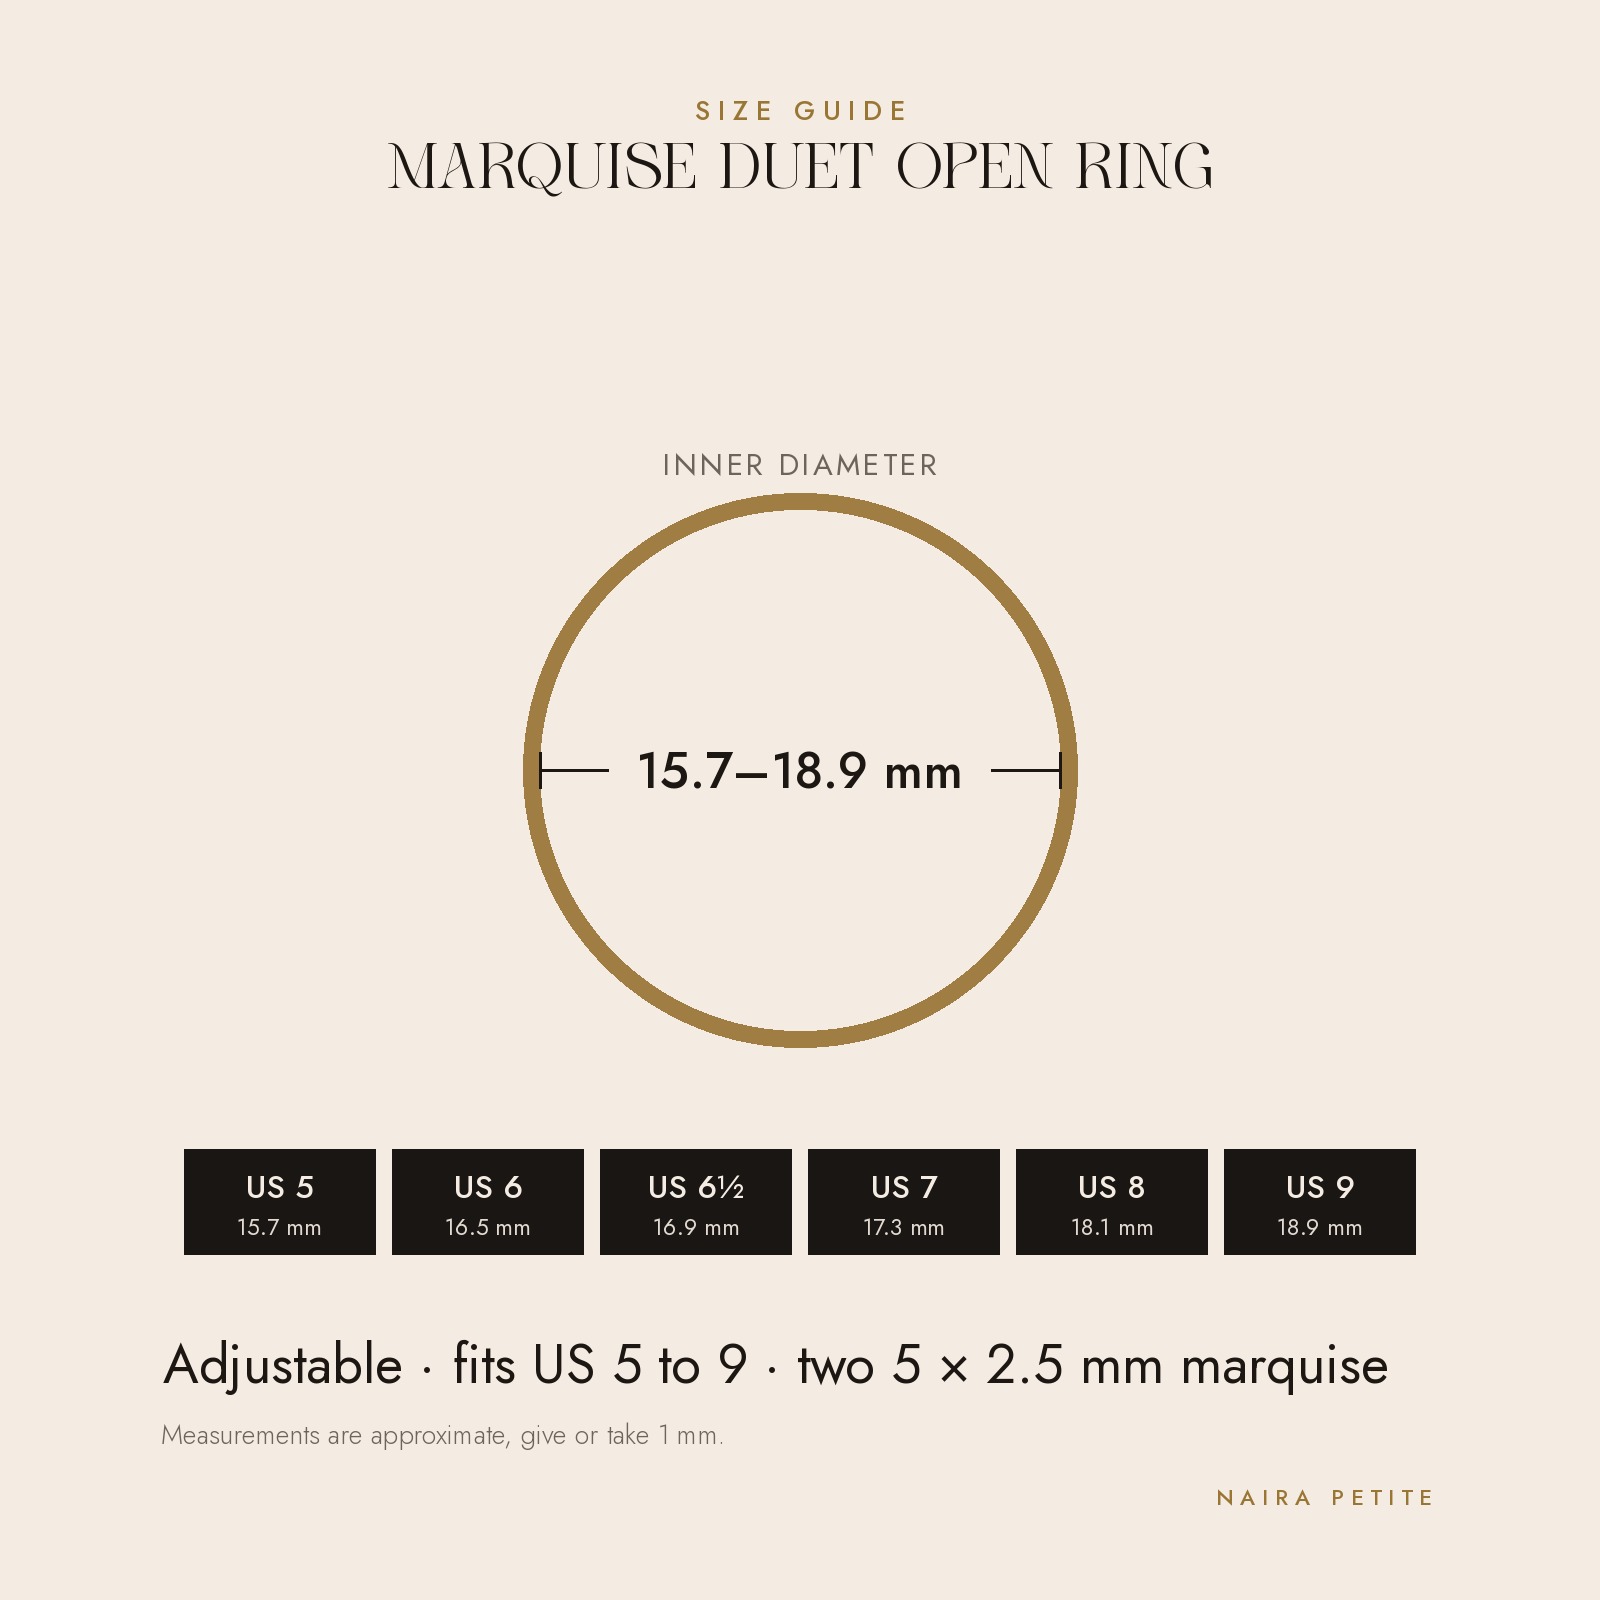 SIZE GUIDE
MARQUISE DUET OPEN RING
INNER DIAMETER
15.7–18.9 mm
US 5
15.7 mm
US 6
16.5 mm
US 6½
16.9 mm
US 7
17.3 mm
US 8
18.1 mm
US 9
18.9 mm
Adjustable · fits US 5 to 9 · two 5 × 2.5 mm marquise
Measurements are approximate, give or take 1 mm.
NAIRA PETITE